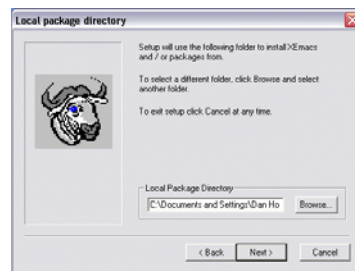 Local package directory
Setup will use the following folder to install XEmacs
and / or packages from.
To select a different folder, click Browse and select
another folder.
To exit setup click Cancel at any time.
Local Package Directory
C:\Documents and Settings\Dan Ho
Browse...
< Back
Next >
Cancel